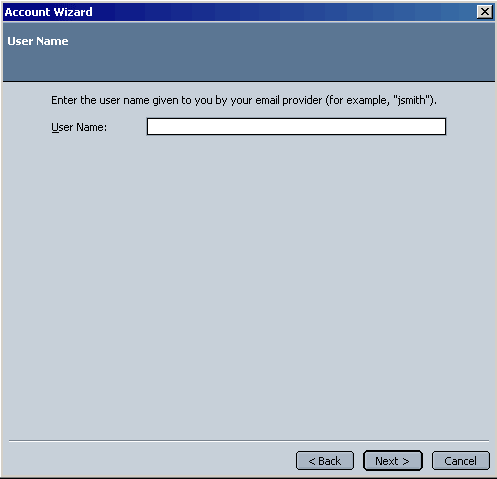 Account Wizard
User Name
Enter the user name given to you by your email provider (for example, "jsmith").
User Name:
< Back Next > Cancel